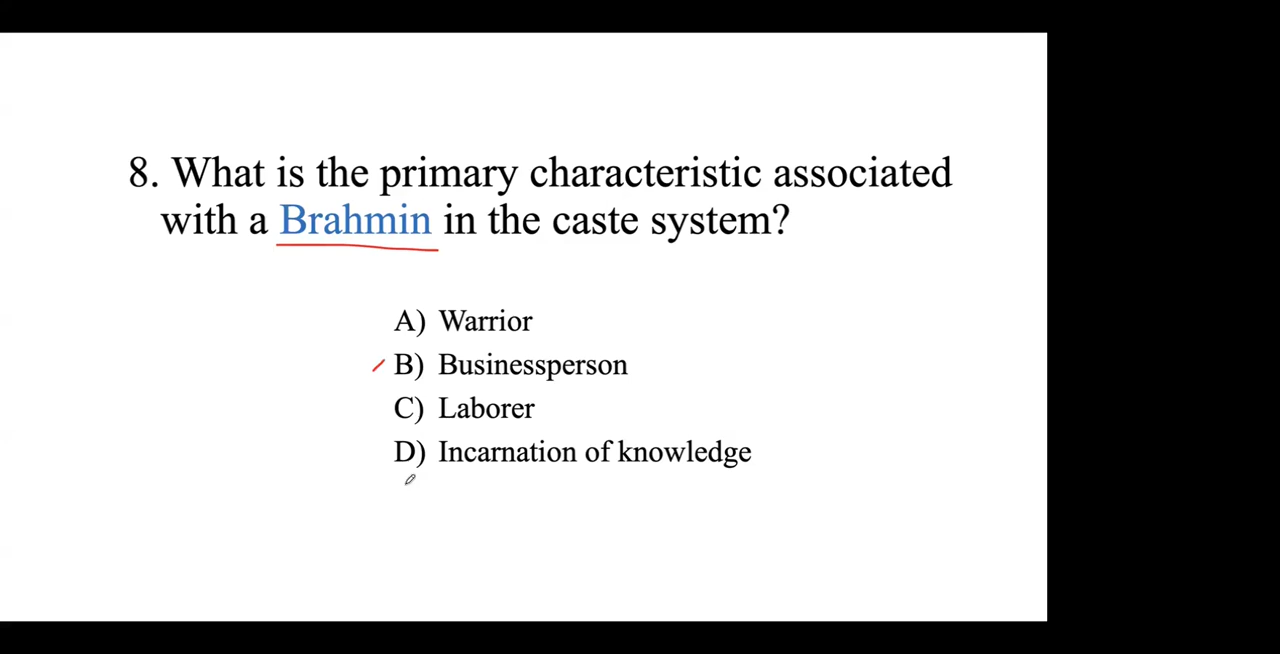 8. What is the primary characteristic associated
with a Brahmin in the caste system?
A) Warrior
B) Businessperson
C) Laborer
D) Incarnation of knowledge